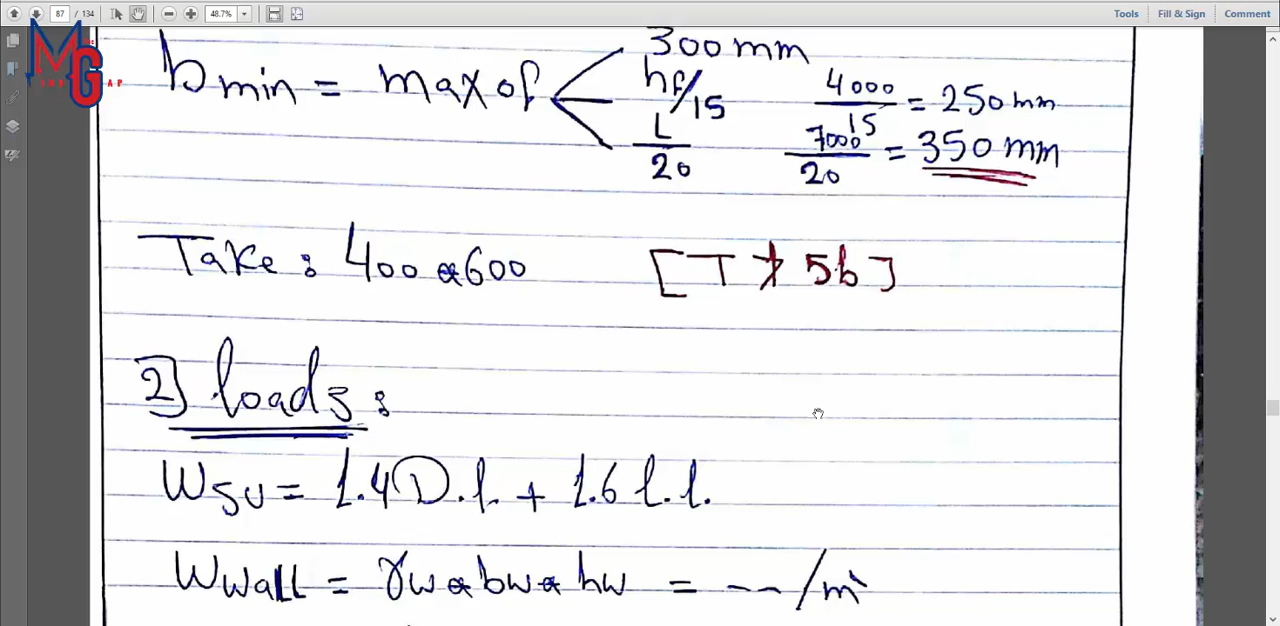 87 / 134 48.7% Tools Fill & Sign Comment
MG
bmin = max of 300 mm
hf/15 4000/15 = 250 mm
L/20 7000/20 = 350 mm
Take: 400 x 600 [T ≯ 5b]
2) loads:
Wsu = 1.4 D.L. + 1.6 L.L.
Wwall = γw x bw x hw = --/m'